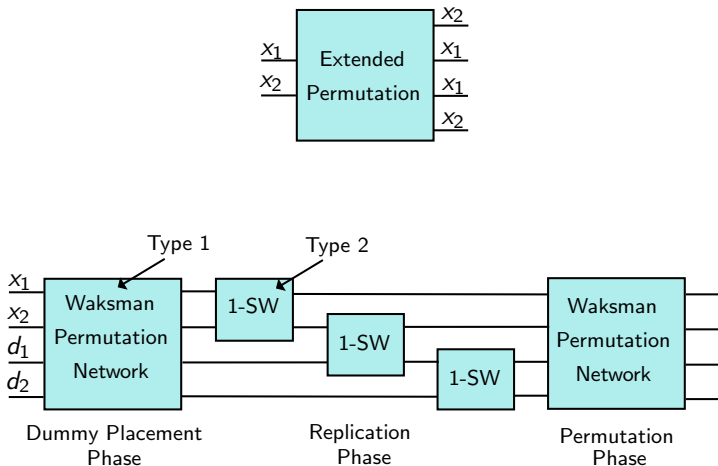 x2
x1
Extended
x1
x2
Permutation
x1
x2
Type 1
Type 2
x1
Waksman
1-SW
Waksman
x2
Permutation
1-SW
Permutation
d1
Network
1-SW
Network
d2
Dummy Placement
Phase
Replication
Phase
Permutation
Phase